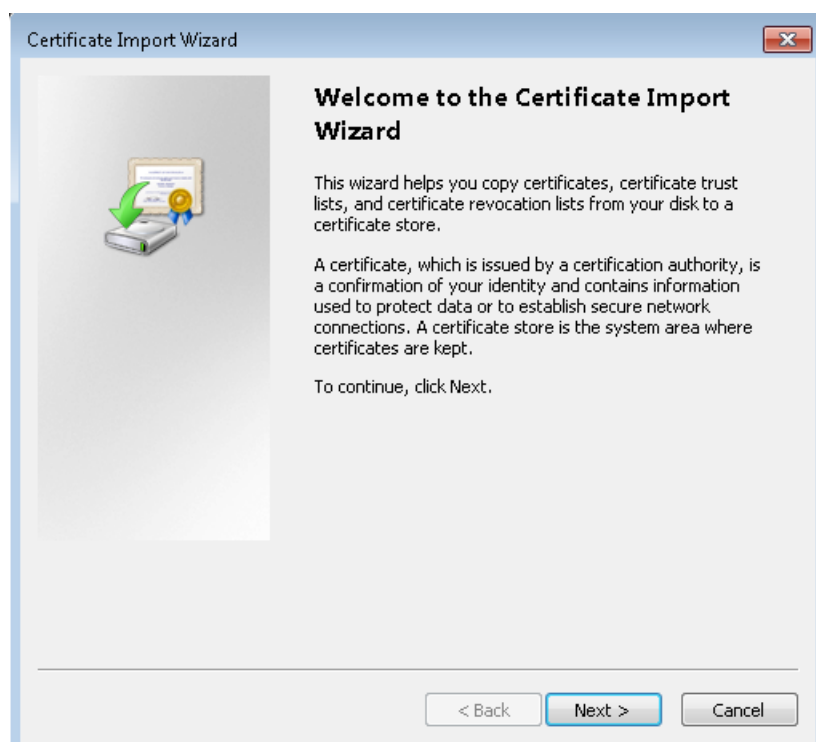 Certificate Import Wizard
Welcome to the Certificate Import
Wizard
This wizard helps you copy certificates, certificate trust
lists, and certificate revocation lists from your disk to a
certificate store.
A certificate, which is issued by a certification authority, is
a confirmation of your identity and contains information
used to protect data or to establish secure network
connections. A certificate store is the system area where
certificates are kept.
To continue, click Next.
< Back
Next >
Cancel